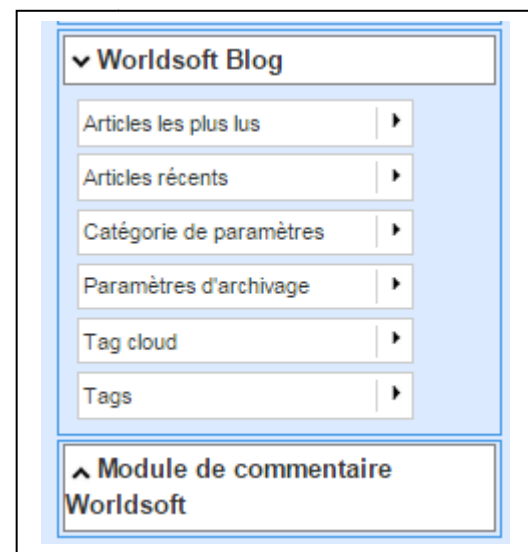 Worldsoft Blog
Articles les plus lus
Articles récents
Catégorie de paramètres
Paramètres d'archivage
Tag cloud
Tags
Module de commentaire
Worldsoft